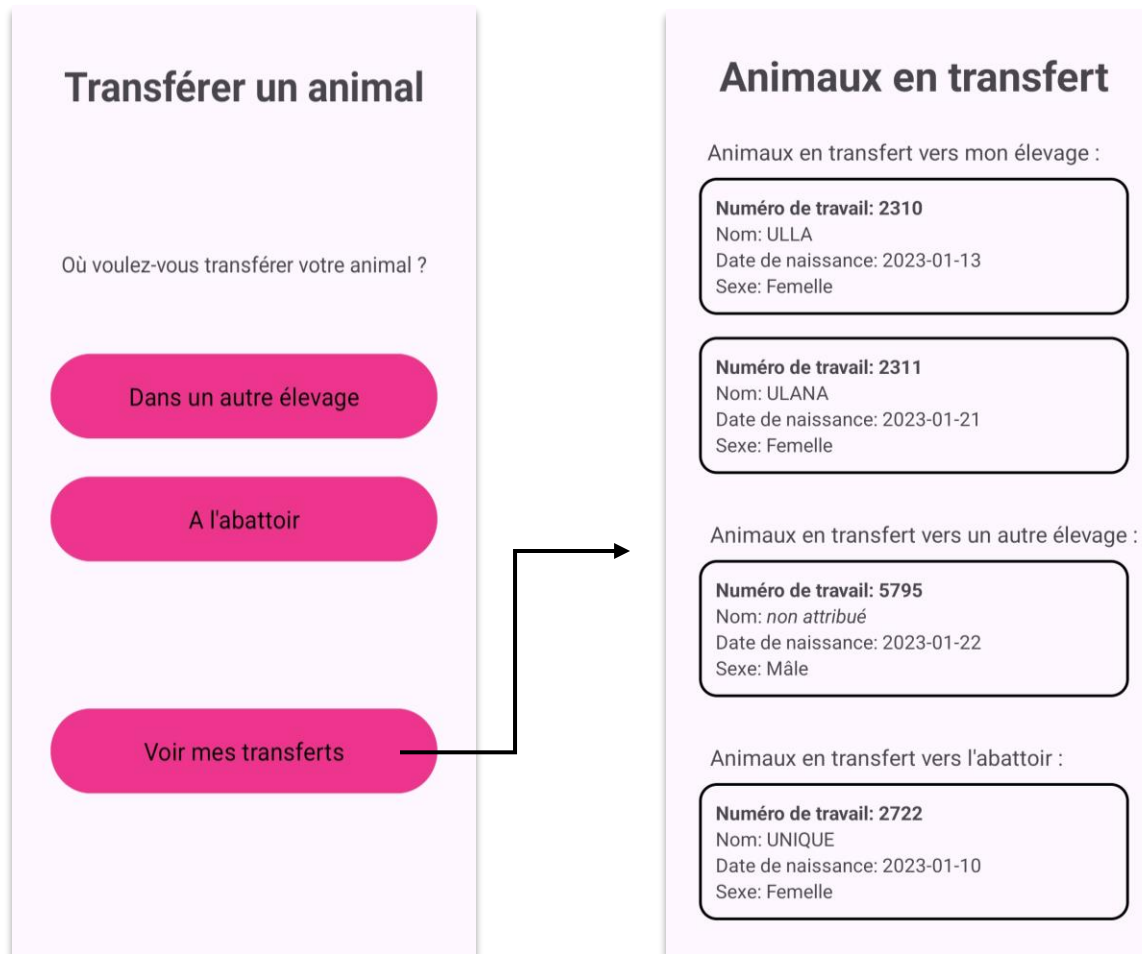 Transférer un animal
Où voulez-vous transférer votre animal ?
Dans un autre élevage
A l'abattoir
Voir mes transferts
Animaux en transfert
Animaux en transfert vers mon élevage :
Numéro de travail: 2310
Nom: ULLA
Date de naissance: 2023-01-13
Sexe: Femelle
Numéro de travail: 2311
Nom: ULANA
Date de naissance: 2023-01-21
Sexe: Femelle
Animaux en transfert vers un autre élevage :
Numéro de travail: 5795
Nom: non attribué
Date de naissance: 2023-01-22
Sexe: Mâle
Animaux en transfert vers l'abattoir :
Numéro de travail: 2722
Nom: UNIQUE
Date de naissance: 2023-01-10
Sexe: Femelle